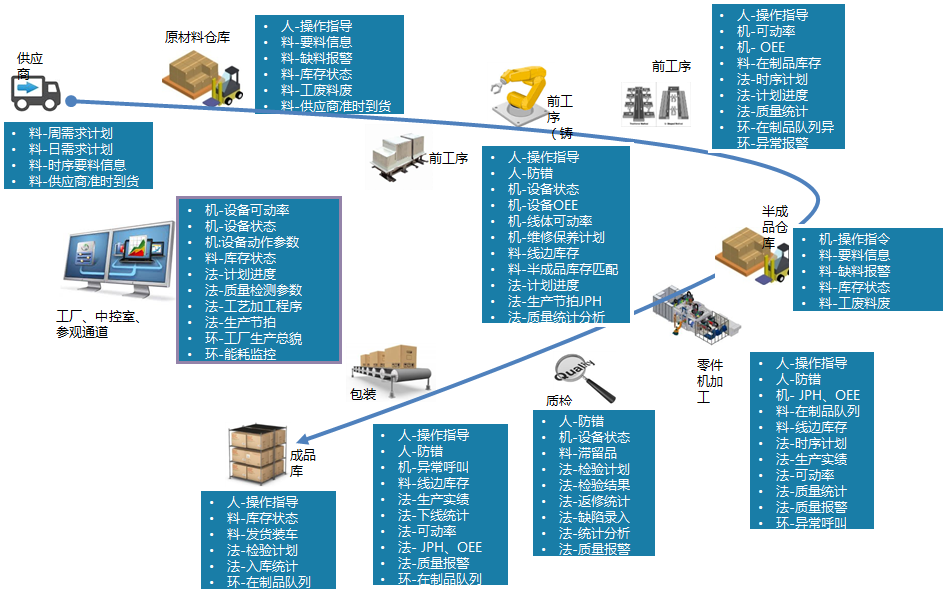 供应
商
• 料-周需求计划
• 料-日需求计划
• 料-时序要料信息
• 料-供应商准时到货
原材料仓库
• 人-操作指导
• 料-要料信息
• 料-缺料报警
• 料-库存状态
• 料-工废料废
• 料-供应商准时到货
前工序
前工
序
（铸
• 人-操作指导
• 人-防错
• 机-设备状态
• 机-设备OEE
• 机-线体可动率
• 机-维修保养计划
• 料-线边库存
• 料-半成品库存匹配
• 法-计划进度
• 法-生产节拍JPH
• 法-质量统计分析
前工序
• 人-操作指导
• 机-可动率
• 机- OEE
• 料-在制品库存
• 法-时序计划
• 法-计划进度
• 法-质量统计
• 环-在制品队列异
环-异常报警
半成
品仓
库
• 机-操作指令
• 料-要料信息
• 料-缺料报警
• 料-库存状态
• 料-工废料废
工厂、中控室、
参观通道
• 机-设备可动率
• 机-设备状态
• 机:设备动作参数
• 料-库存状态
• 法-计划进度
• 法-质量检测参数
• 法-工艺加工程序
• 法-生产节拍
• 环-工厂生产总貌
• 环-能耗监控
零件
机加
工
• 人-操作指导
• 人-防错
• 机- JPH、OEE
• 料-在制品队列
• 料-线边库存
• 法-时序计划
• 法-生产实绩
• 法-可动率
• 法-质量统计
• 法-质量报警
• 环-异常呼叫
Quality
质检
• 人-防错
• 机-设备状态
• 料-滞留品
• 法-检验计划
• 法-检验结果
• 法-返修统计
• 法-缺陷录入
• 法-统计分析
• 法-质量报警
包装
• 人-操作指导
• 人-防错
• 机-异常呼叫
• 料-线边库存
• 法-生产实绩
• 法-下线统计
• 法-可动率
• 法- JPH、OEE
• 法-质量报警
• 环-在制品队列
成品
库
• 人-操作指导
• 料-库存状态
• 料-发货装车
• 法-检验计划
• 法-入库统计
• 环-在制品队列